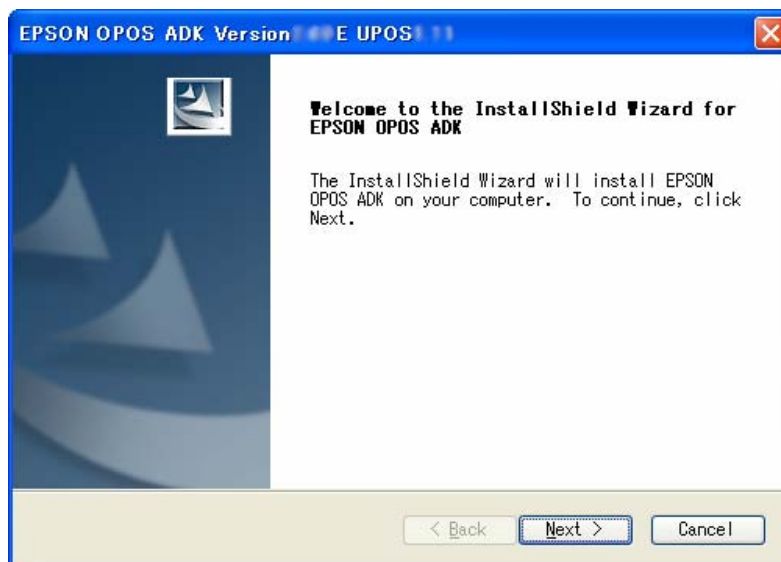 EPSON OPOS ADK Version E UPOS
Welcome to the InstallShield Wizard for
EPSON OPOS ADK
The InstallShield Wizard will install EPSON
OPOS ADK on your computer. To continue, click
Next.
< Back
Next >
Cancel